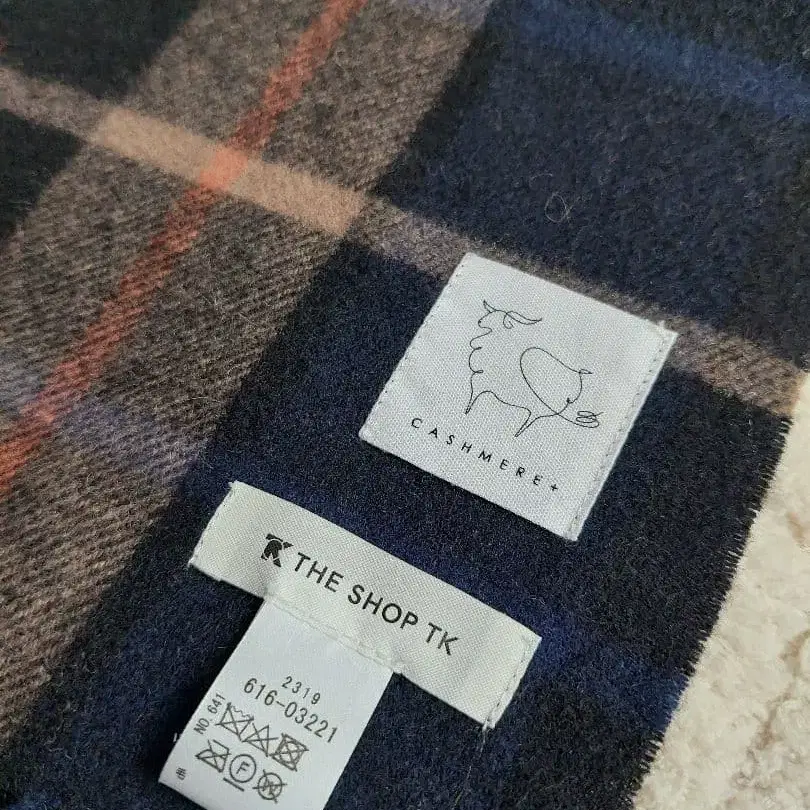 CASHMERE+
THE SHOP TK
2319
616-03221
NO. 641